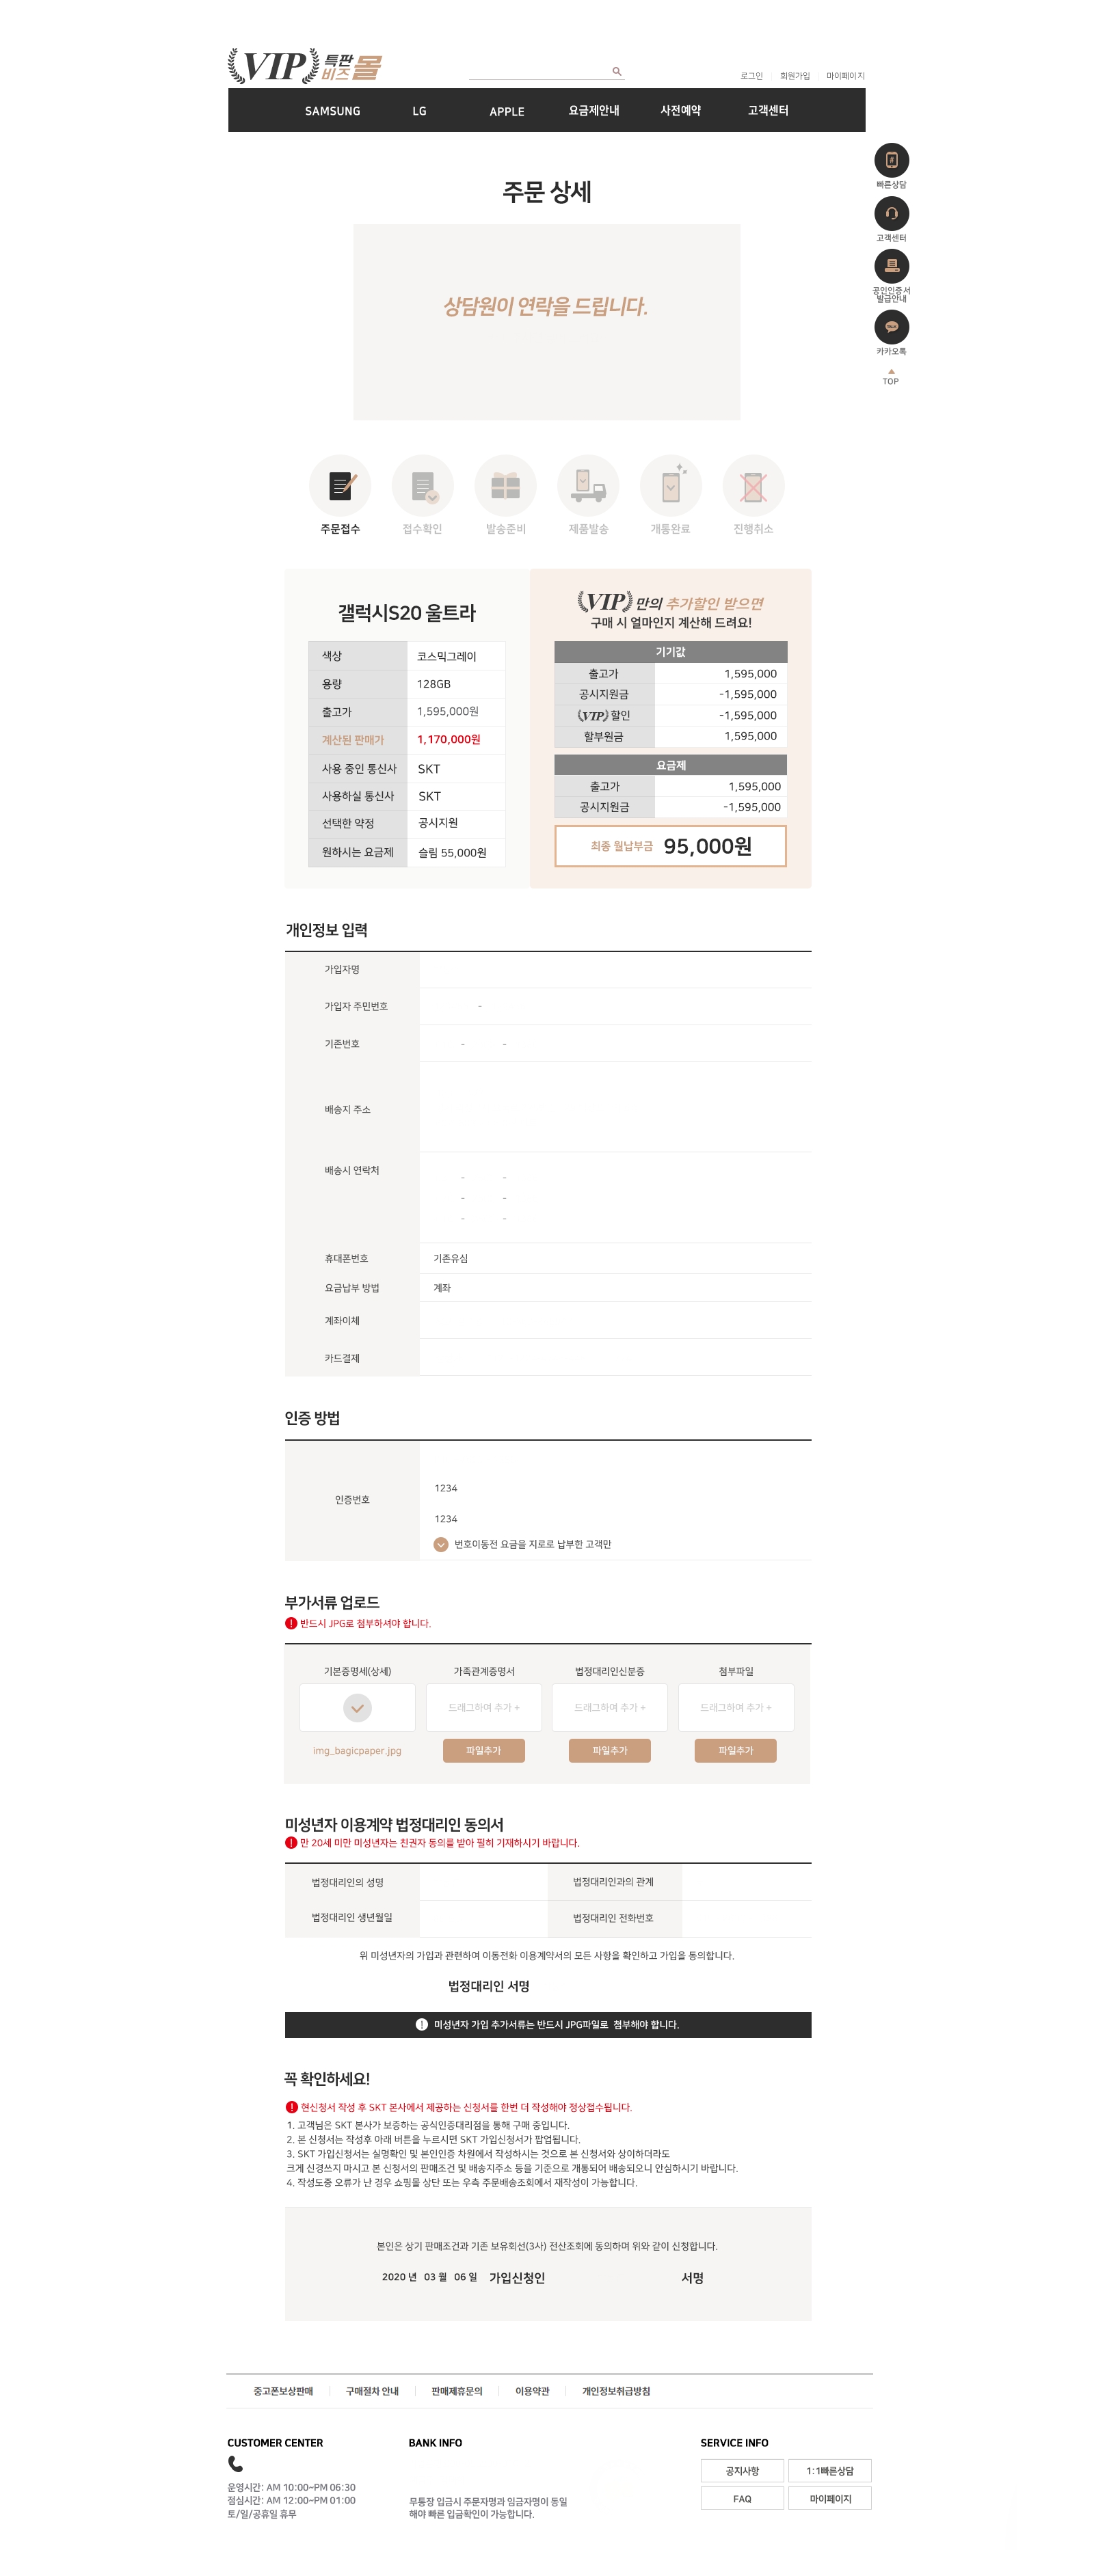 VIP 특판 비즈 몰
로그인 회원가입 마이페이지
SAMSUNG LG APPLE 요금제안내 사전예약 고객센터
빠른상담
고객센터
공인인증서
발급안내
카카오톡
TOP
주문 상세
상담원이 연락을 드립니다.
주문접수 접수확인 발송준비 제품발송 개통완료 진행취소
갤럭시S20 울트라
색상 코스믹그레이
용량 128GB
출고가 1,595,000원
계산된 판매가 1,170,000원
사용 중인 통신사 SKT
사용하실 통신사 SKT
선택한 약정 공시지원
원하시는 요금제 슬림 55,000원
VIP 만의 추가할인 받으면
구매 시 얼마인지 계산해 드려요!
기기값
출고가 1,595,000
공시지원금 -1,595,000
VIP 할인 -1,595,000
할부원금 1,595,000
요금제
출고가 1,595,000
공시지원금 -1,595,000
최종 월납부금 95,000원
개인정보 입력
가입자명
가입자 주민번호 -
기존번호 - -
배송지 주소
배송시 연락처 - -
- -
- -
휴대폰번호 기존유심
요금납부 방법 계좌
계좌이체
카드결제
인증 방법
1234
인증번호
1234
번호이동전 요금을 지로로 납부한 고객만
부가서류 업로드
! 반드시 JPG로 첨부하셔야 합니다.
기본증명세(상세) 가족관계증명서 법정대리인신분증 첨부파일
드래그하여 추가 + 드래그하여 추가 + 드래그하여 추가 +
img_bagicpaper.jpg 파일추가 파일추가 파일추가
미성년자 이용계약 법정대리인 동의서
! 만 20세 미만 미성년자는 친권자 동의를 받아 필히 기재하시기 바랍니다.
법정대리인의 성명 법정대리인과의 관계
법정대리인 생년월일 법정대리인 전화번호
위 미성년자의 가입과 관련하여 이동전화 이용계약서의 모든 사항을 확인하고 가입을 동의합니다.
법정대리인 서명
! 미성년자 가입 추가서류는 반드시 JPG파일로 첨부해야 합니다.
꼭 확인하세요!
! 현신청서 작성 후 SKT 본사에서 제공하는 신청서를 한번 더 작성해야 정상접수됩니다.
1. 고객님은 SKT 본사가 보증하는 공식인증대리점을 통해 구매 중입니다.
2. 본 신청서는 작성후 아래 버튼을 누르시면 SKT 가입신청서가 팝업됩니다.
3. SKT 가입신청서는 실명확인 및 본인인증 차원에서 작성하시는 것으로 본 신청서와 상이하더라도
크게 신경쓰지 마시고 본 신청서의 판매조건 및 배송지주소 등을 기준으로 개통되어 배송되오니 안심하시기 바랍니다.
4. 작성도중 오류가 난 경우 쇼핑몰 상단 또는 우측 주문배송조회에서 재작성이 가능합니다.
본인은 상기 판매조건과 기존 보유회선(3사) 전산조회에 동의하며 위와 같이 신청합니다.
2020 년 03 월 06 일 가입신청인 서명
중고폰보상판매 구매절차 안내 판매제휴문의 이용약관 개인정보취급방침
CUSTOMER CENTER
운영시간: AM 10:00~PM 06:30
점심시간: AM 12:00~PM 01:00
토/일/공휴일 휴무
BANK INFO
무통장 입금시 주문자명과 입금자명이 동일
해야 빠른 입금확인이 가능합니다.
SERVICE INFO
공지사항 1:1빠른상담
FAQ 마이페이지